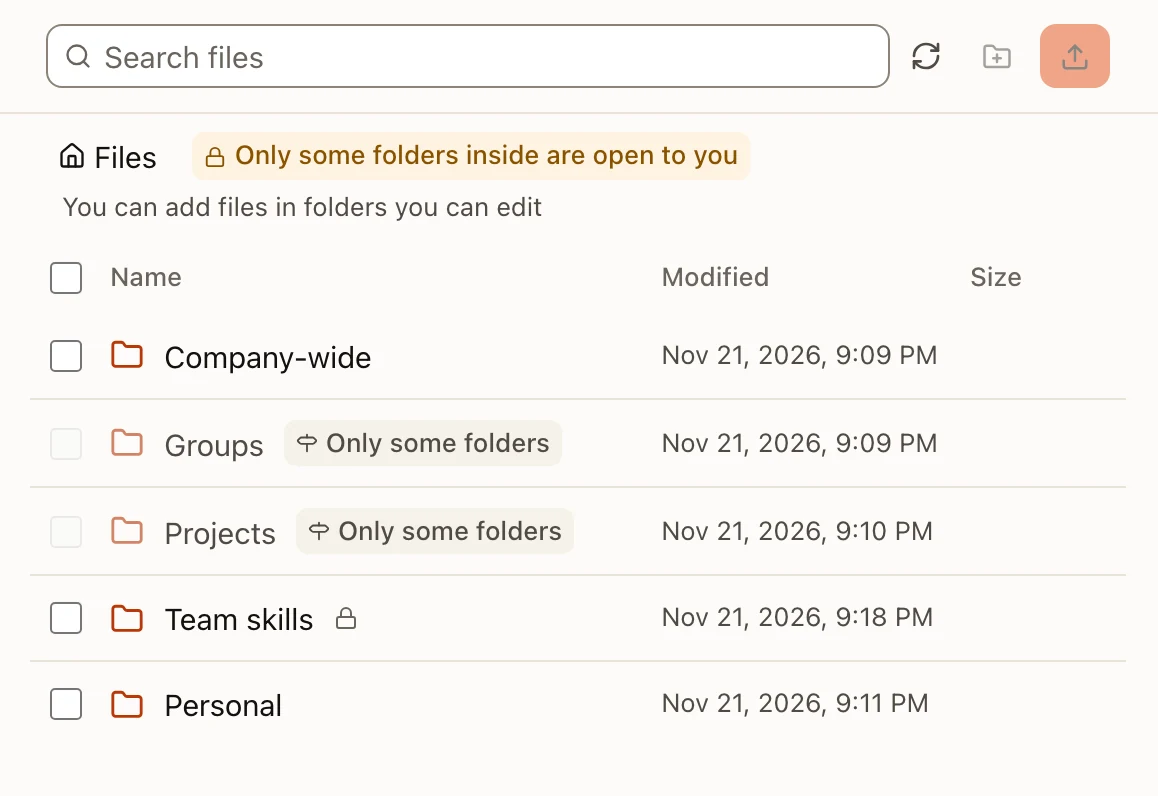 Search files
Files
Only some folders inside are open to you
You can add files in folders you can edit
Name Modified Size
Company-wide Nov 21, 2026, 9:09 PM
Groups Only some folders Nov 21, 2026, 9:09 PM
Projects Only some folders Nov 21, 2026, 9:10 PM
Team skills Nov 21, 2026, 9:18 PM
Personal Nov 21, 2026, 9:11 PM